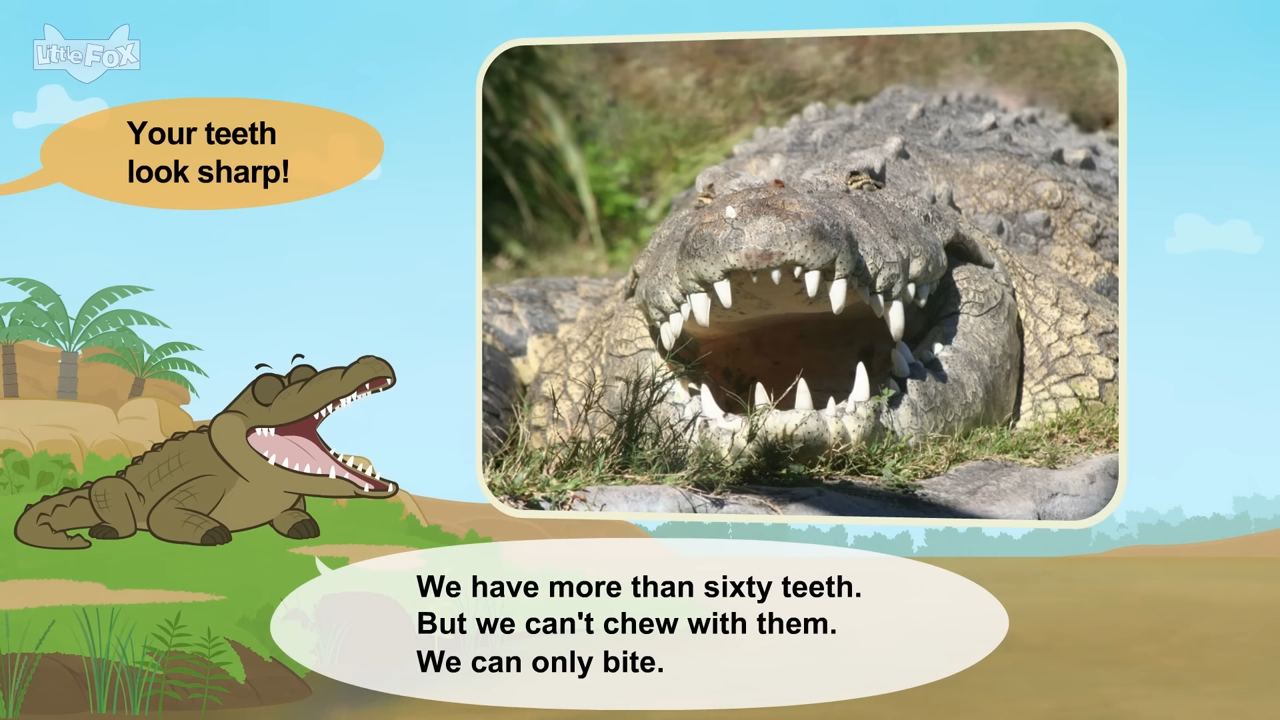 Little Fox
Your teeth
look sharp!
We have more than sixty teeth.
But we can't chew with them.
We can only bite.